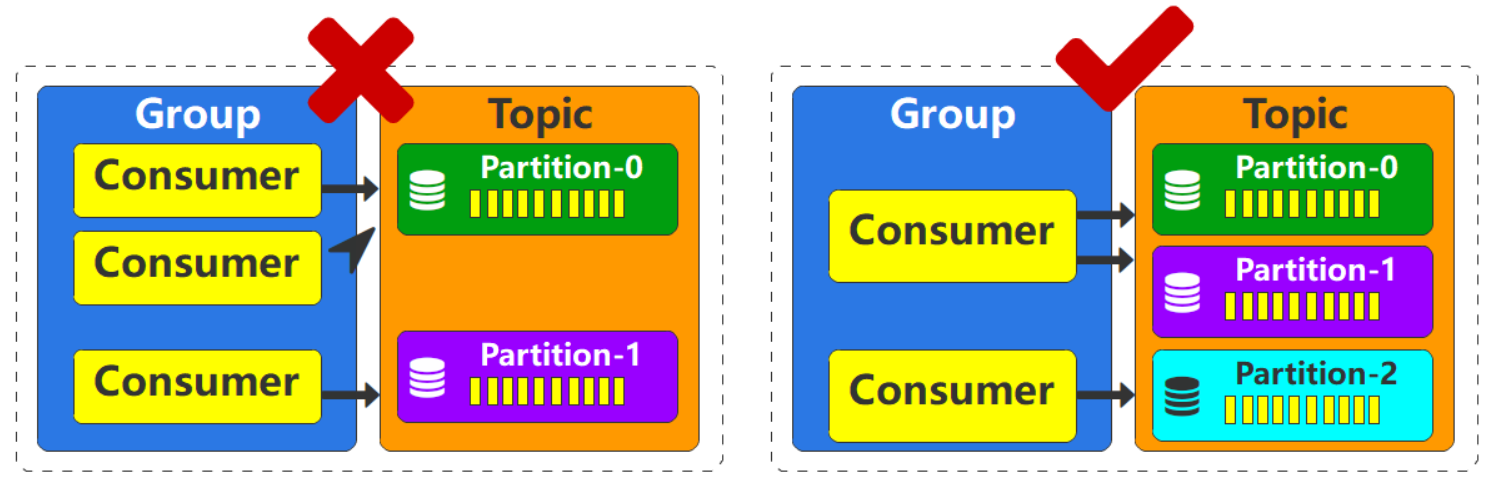 Group
Topic
Consumer
Partition-0
Consumer
Consumer
Partition-1
Group
Topic
Partition-0
Consumer
Partition-1
Consumer
Partition-2